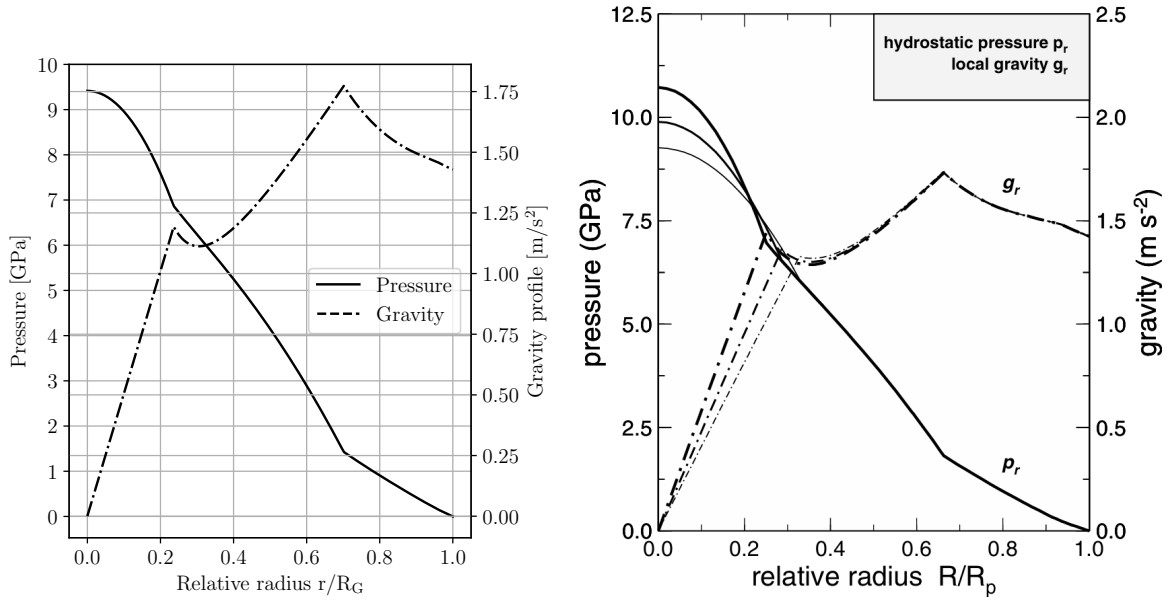 10
9
8
7
6
5
4
3
2
1
0
Pressure [GPa]
1.75
1.50
1.25
1.00
0.75
0.50
0.25
0.00
Gravity profile [m/s²]
Pressure
Gravity
0.0 0.2 0.4 0.6 0.8 1.0
Relative radius r/R_G
12.5
10.0
7.5
5.0
2.5
0.0
pressure (GPa)
hydrostatic pressure p_r
local gravity g_r
g_r
p_r
2.5
2.0
1.5
1.0
0.5
0.0
gravity (m s⁻²)
0.0 0.2 0.4 0.6 0.8 1.0
relative radius R/R_p